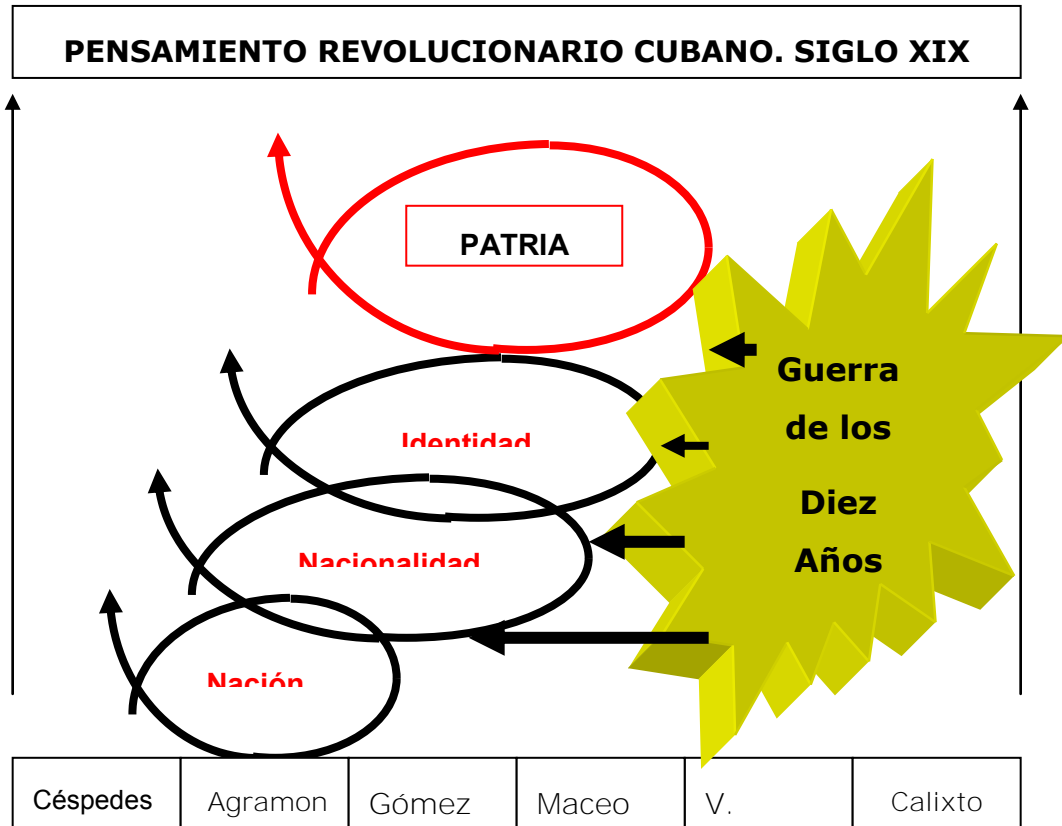 PENSAMIENTO REVOLUCIONARIO CUBANO. SIGLO XIX
PATRIA
Guerra
de los
Diez
Años
Identidad
Nacionalidad
Nación
Céspedes Agramon Gómez Maceo V. Calixto